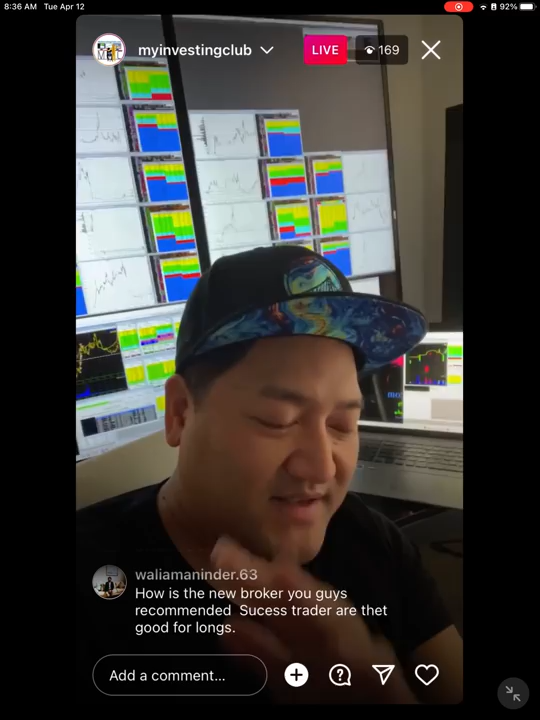 8:36 AM Tue Apr 12
92%
myinvestingclub
LIVE
169
waliamaninder.63
How is the new broker you guys
recommended Sucess trader are thet
good for longs.
Add a comment...